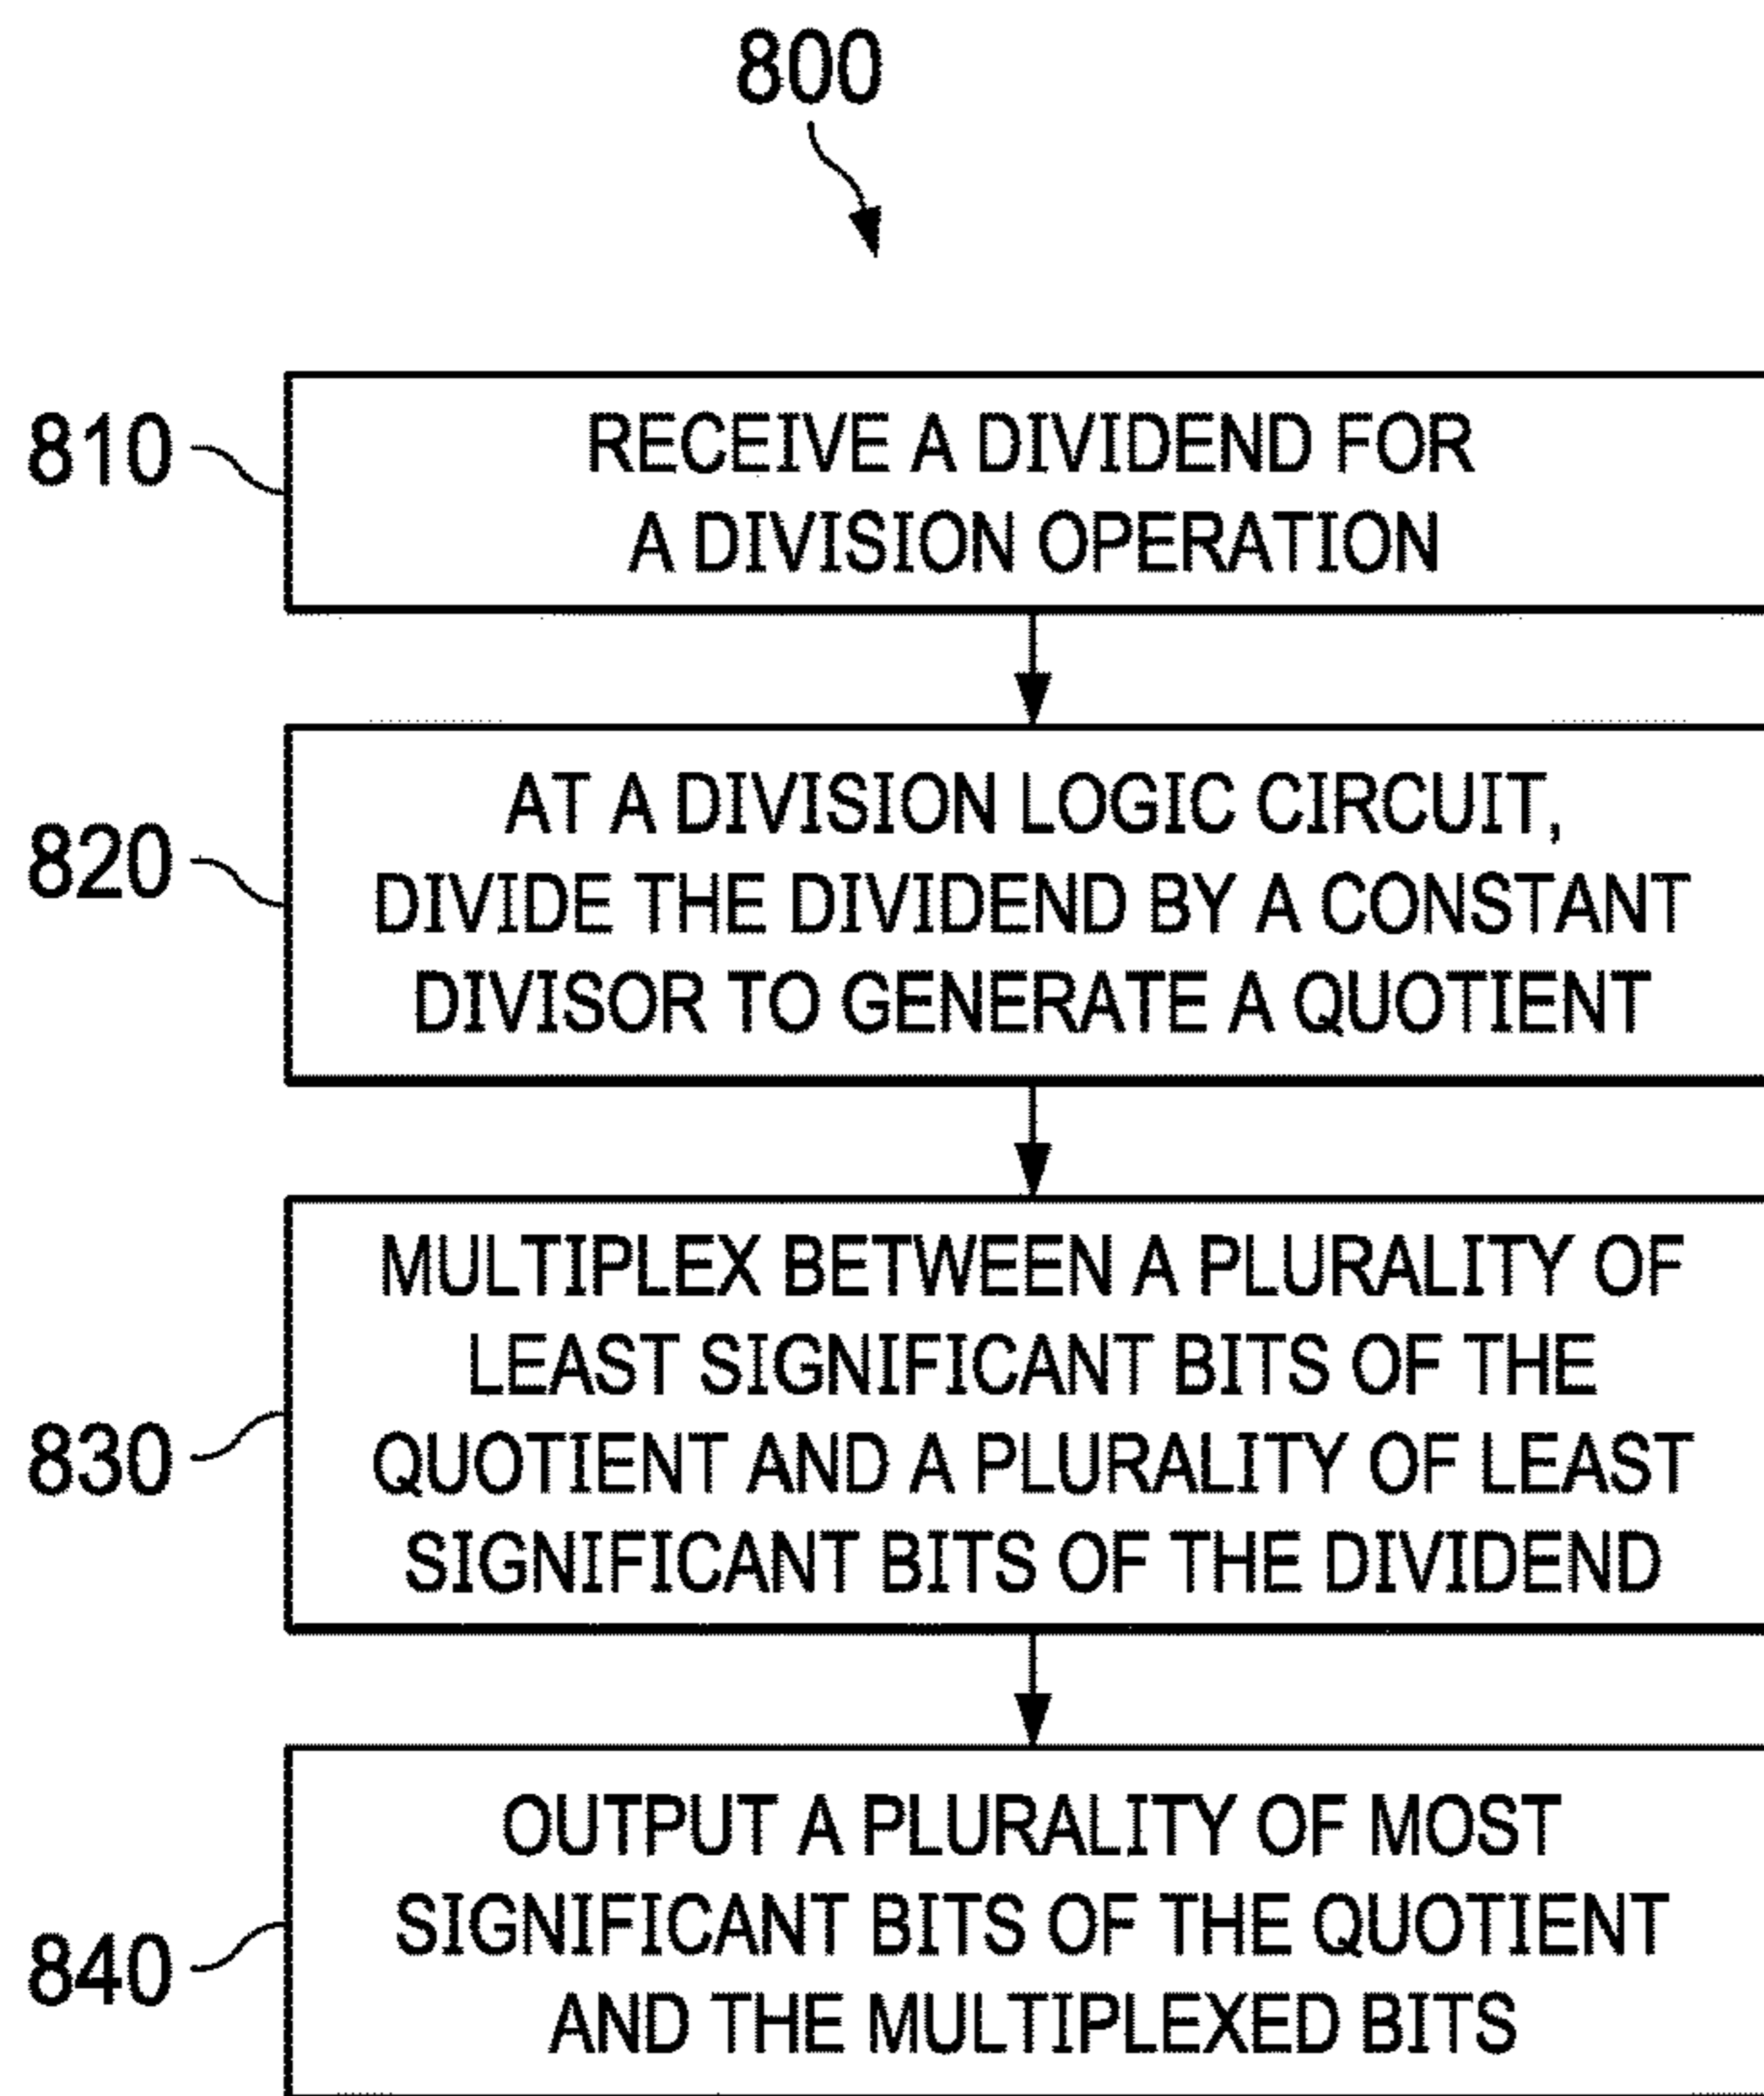 800
810
RECEIVE A DIVIDEND FOR
A DIVISION OPERATION
820
AT A DIVISION LOGIC CIRCUIT,
DIVIDE THE DIVIDEND BY A CONSTANT
DIVISOR TO GENERATE A QUOTIENT
830
MULTIPLEX BETWEEN A PLURALITY OF
LEAST SIGNIFICANT BITS OF THE
QUOTIENT AND A PLURALITY OF LEAST
SIGNIFICANT BITS OF THE DIVIDEND
840
OUTPUT A PLURALITY OF MOST
SIGNIFICANT BITS OF THE QUOTIENT
AND THE MULTIPLEXED BITS